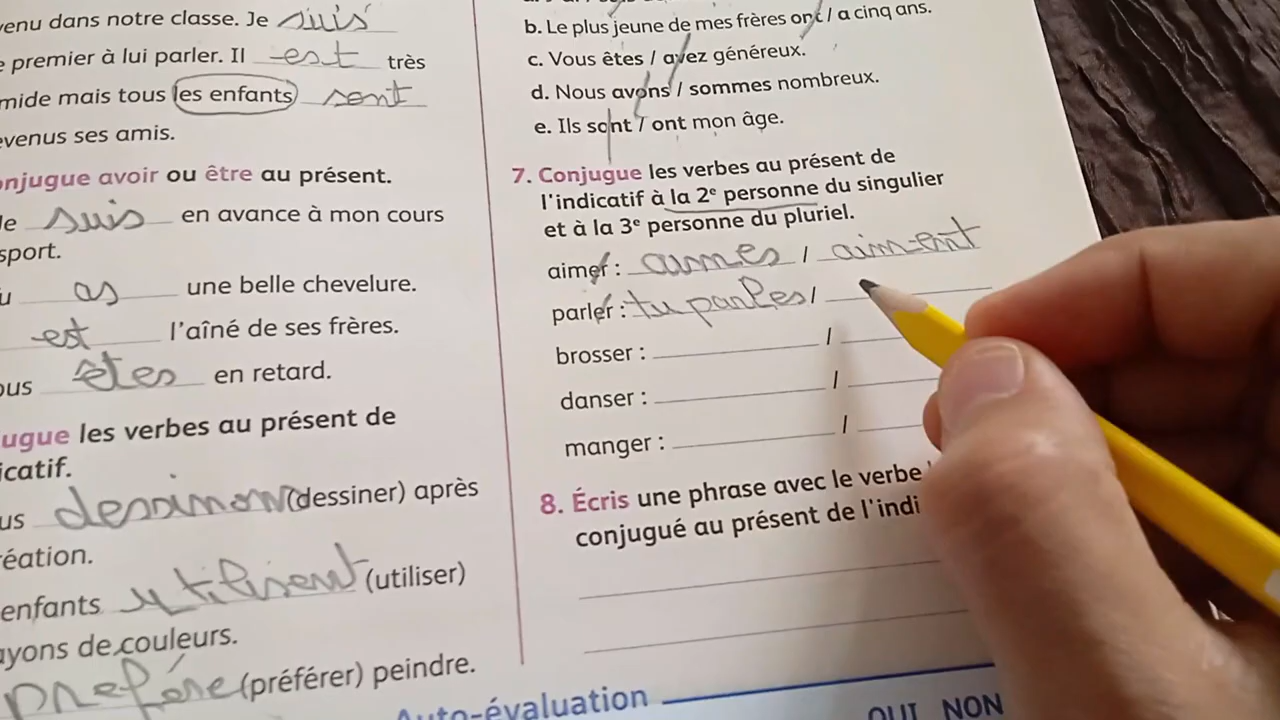 venu dans notre classe. Je suis
e premier à lui parler. Il est très
mide mais tous les enfants sont
evenus ses amis.
onjugue avoir ou être au présent.
Je suis en avance à mon cours
sport.
u as une belle chevelure.
est l'aîné de ses frères.
ous êtes en retard.
ugue les verbes au présent de
icatif.
us dessinons (dessiner) après
éation.
enfants utilisent (utiliser)
ayons de couleurs.
préfére (préférer) peindre.
b. Le plus jeune de mes frères ont / a cinq ans.
c. Vous êtes / avez généreux.
d. Nous avons / sommes nombreux.
e. Ils sont / ont mon âge.
7. Conjugue les verbes au présent de
l'indicatif à la 2e personne du singulier
et à la 3e personne du pluriel.
aimer : aimes / aiment
parler : tu parles /
brosser : /
danser : /
manger : /
8. Écris une phrase avec le verbe
conjugué au présent de l'indi
Auto-évaluation
OUI NON